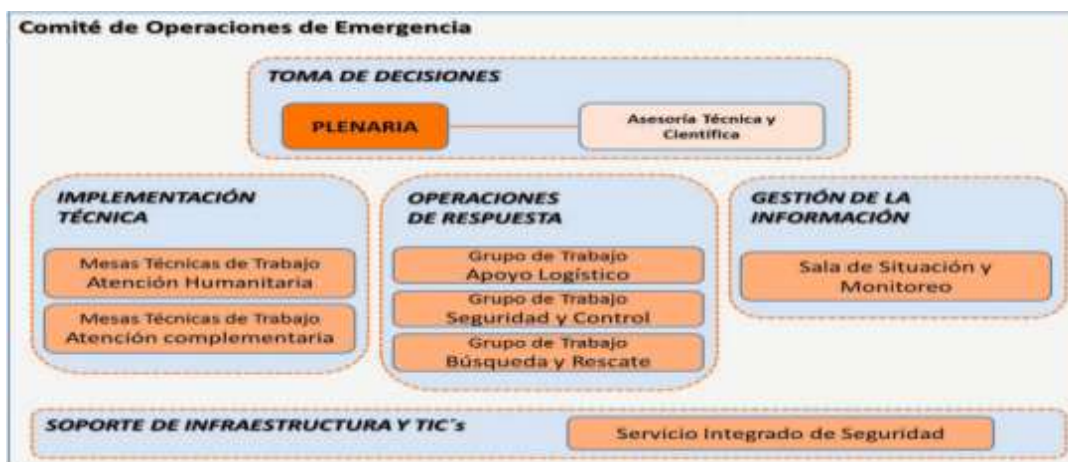 Comité de Operaciones de Emergencia
TOMA DE DECISIONES
PLENARIA
Asesoría Técnica y
Científica
IMPLEMENTACIÓN
TÉCNICA
Mesas Técnicas de Trabajo
Atención Humanitaria
Mesas Técnicas de Trabajo
Atención complementaria
OPERACIONES
DE RESPUESTA
Grupo de Trabajo
Apoyo Logístico
Grupo de Trabajo
Seguridad y Control
Grupo de Trabajo
Búsqueda y Rescate
GESTIÓN DE LA
INFORMACIÓN
Sala de Situación y
Monitoreo
SOPORTE DE INFRAESTRUCTURA Y TIC´s
Servicio Integrado de Seguridad